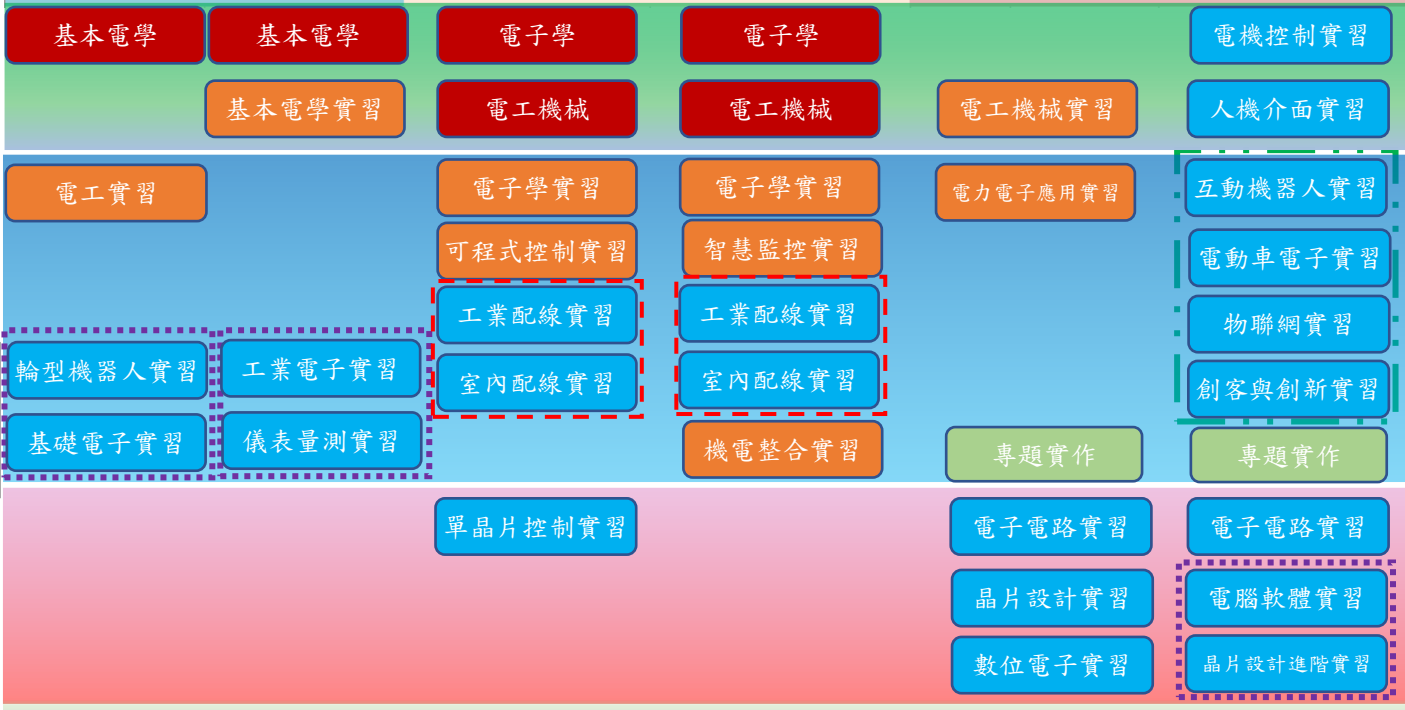 基本電學
基本電學
電子學
電子學
電機控制實習
基本電學實習
電工機械
電工機械
電工機械實習
人機介面實習
電工實習
電子學實習
電子學實習
電力電子應用實習
互動機器人實習
可程式控制實習
智慧監控實習
電動車電子實習
工業配線實習
工業配線實習
物聯網實習
輪型機器人實習
工業電子實習
室內配線實習
室內配線實習
創客與創新實習
基礎電子實習
儀表量測實習
機電整合實習
專題實作
專題實作
單晶片控制實習
電子電路實習
電子電路實習
晶片設計實習
電腦軟體實習
數位電子實習
晶片設計進階實習